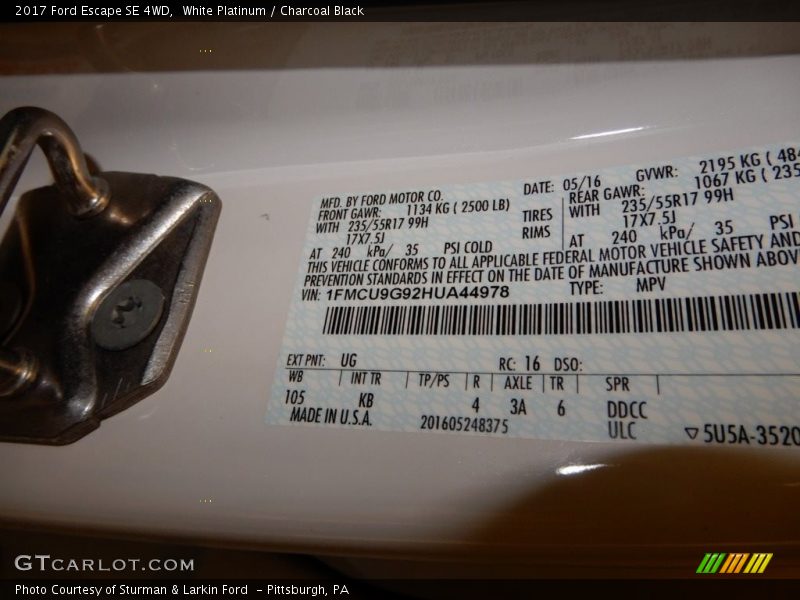 2017 Ford Escape SE 4WD, White Platinum / Charcoal Black
MFD. BY FORD MOTOR CO. DATE: 05/16 GVWR: 2195 KG ( 484
FRONT GAWR: 1134 KG ( 2500 LB) REAR GAWR: 1067 KG ( 235
WITH 235/55R17 99H TIRES WITH 235/55R17 99H
17X7.5J RIMS 17X7.5J
AT 240 kPa/ 35 PSI COLD AT 240 kPa/ 35 PSI
THIS VEHICLE CONFORMS TO ALL APPLICABLE FEDERAL MOTOR VEHICLE SAFETY AND
PREVENTION STANDARDS IN EFFECT ON THE DATE OF MANUFACTURE SHOWN ABOV
VIN: 1FMCU9G92HUA44978 TYPE: MPV
EXT PNT: UG RC: 16 DSO:
WB INT TR TP/PS R AXLE TR SPR
105 KB 4 3A 6 DDCC
MADE IN U.S.A. 201605248375 ULC ▽ 5U5A-3520
GTCARLOT.COM
Photo Courtesy of Sturman & Larkin Ford - Pittsburgh, PA